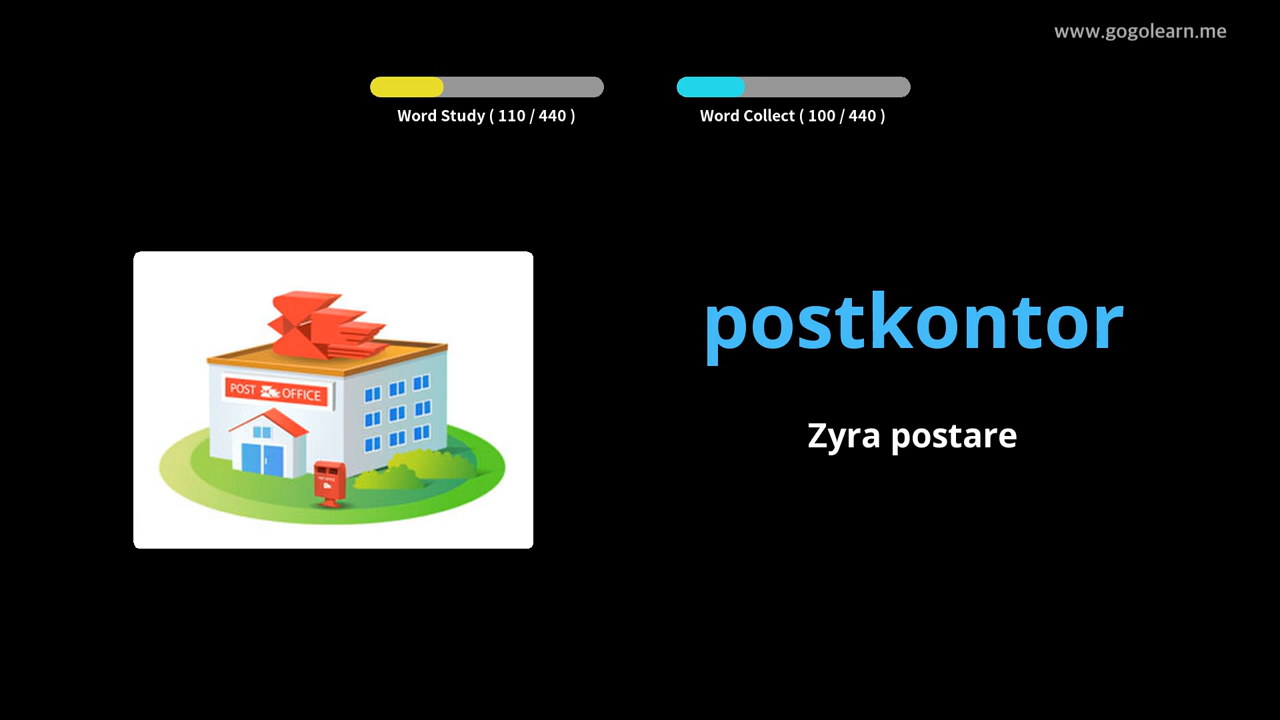 www.gogolearn.me
Word Study ( 110 / 440 )
Word Collect ( 100 / 440 )
POST OFFICE
postkontor
Zyra postare